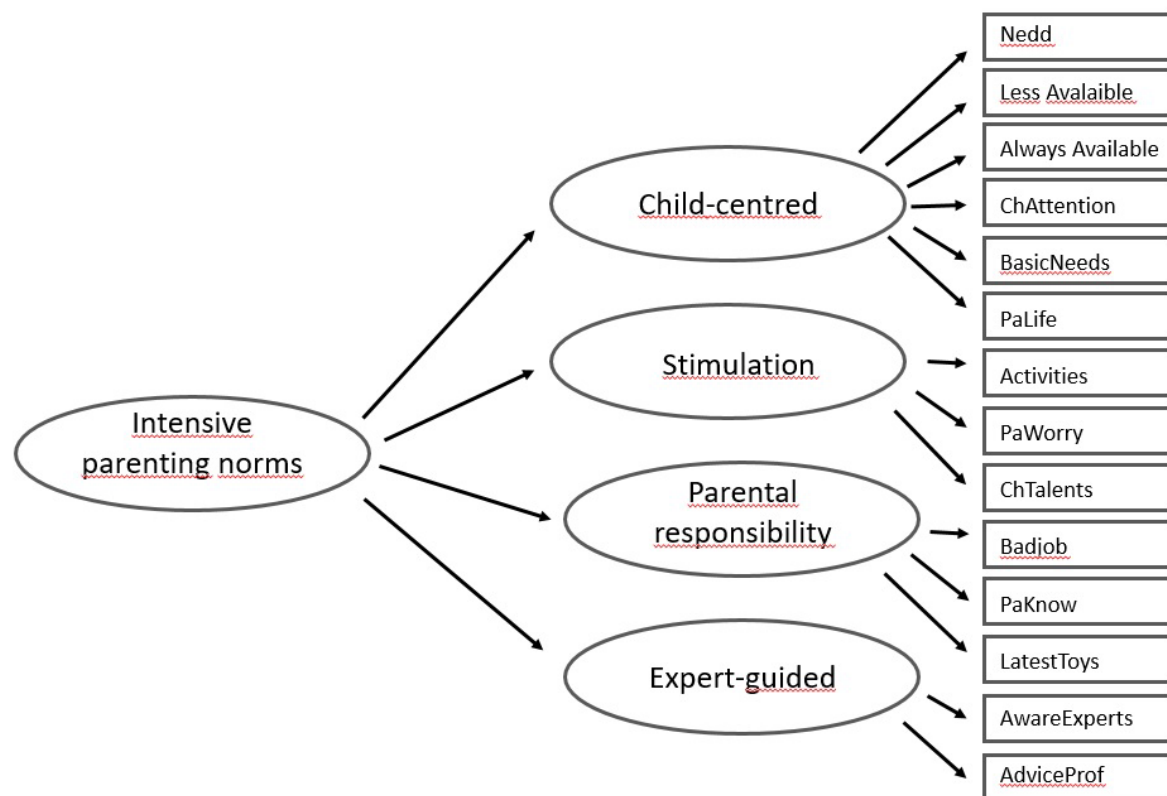 Intensive
parenting norms
Child-centred
Stimulation
Parental
responsibility
Expert-guided
Nedd
Less Avalaible
Always Available
ChAttention
BasicNeeds
PaLife
Activities
PaWorry
ChTalents
Badjob
PaKnow
LatestToys
AwareExperts
AdviceProf